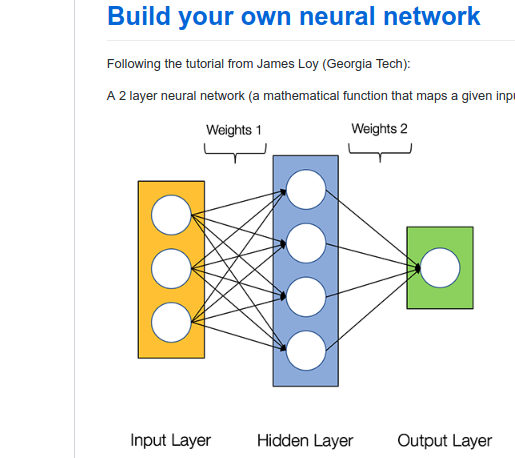 Build your own neural network
Following the tutorial from James Loy (Georgia Tech):
A 2 layer neural network (a mathematical function that maps a given inpu
Weights 1 Weights 2
Input Layer Hidden Layer Output Layer